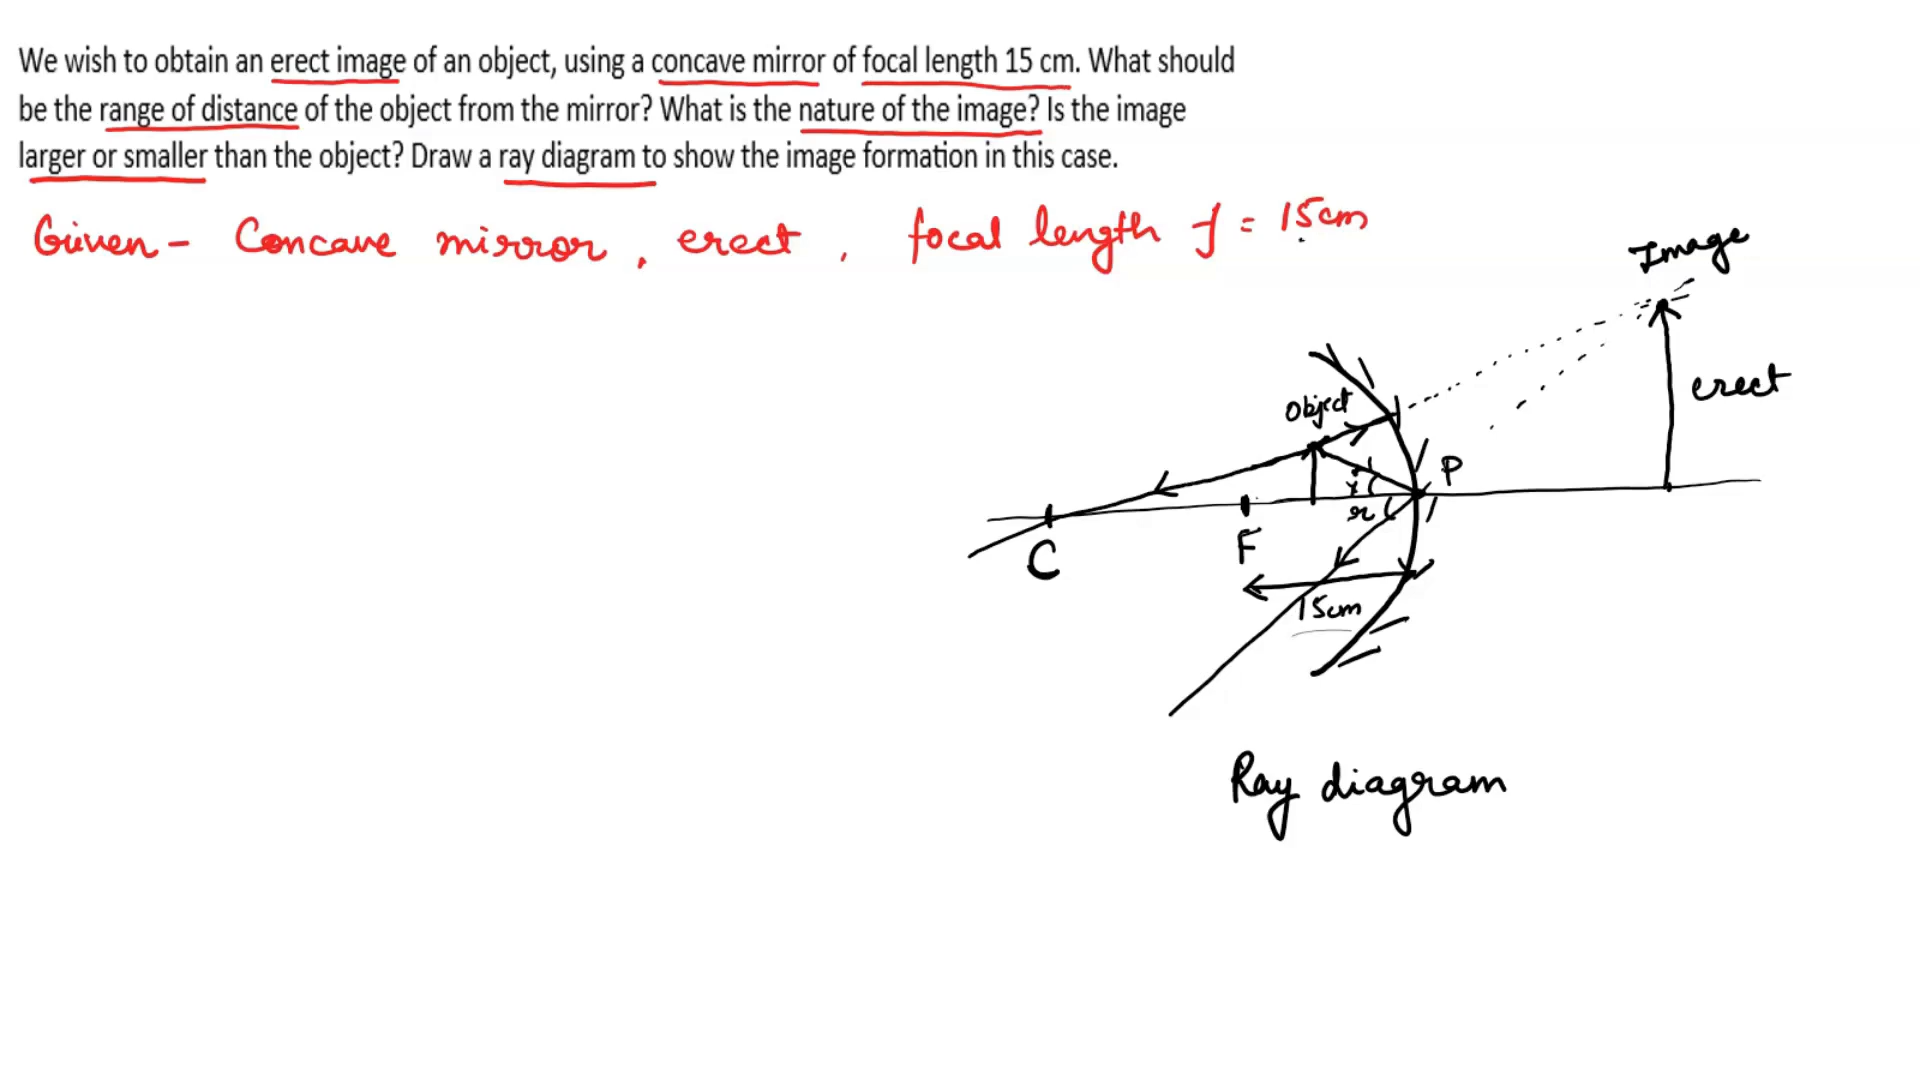 We wish to obtain an erect image of an object, using a concave mirror of focal length 15 cm. What should
be the range of distance of the object from the mirror? What is the nature of the image? Is the image
larger or smaller than the object? Draw a ray diagram to show the image formation in this case.
Given - Concave mirror, erect, focal length f = 15cm
Image
erect
Object
P
i
r
C
F
15cm
Ray diagram